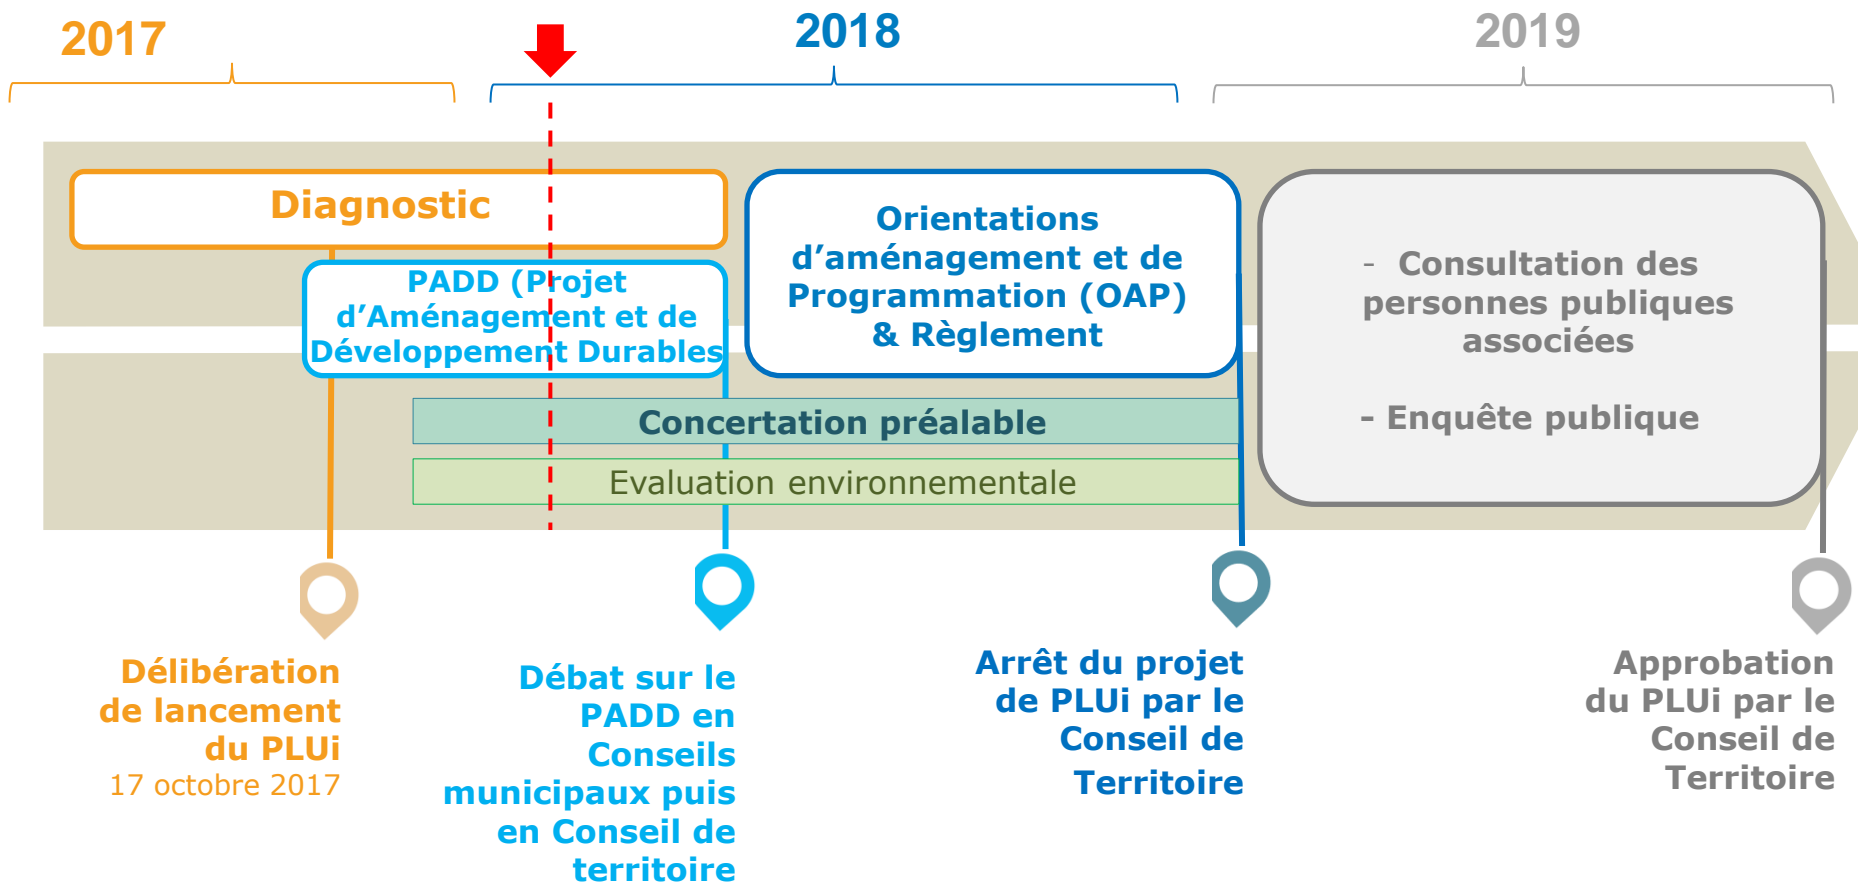 2017
2018
2019
Diagnostic
PADD (Projet
d’Aménagement et de
Développement Durables
Orientations
d’aménagement et de
Programmation (OAP)
& Règlement
- Consultation des
personnes publiques
associées
- Enquête publique
Concertation préalable
Evaluation environnementale
Délibération
de lancement
du PLUi
17 octobre 2017
Débat sur le
PADD en
Conseils
municipaux puis
en Conseil de
territoire
Arrêt du projet
de PLUi par le
Conseil de
Territoire
Approbation
du PLUi par le
Conseil de
Territoire